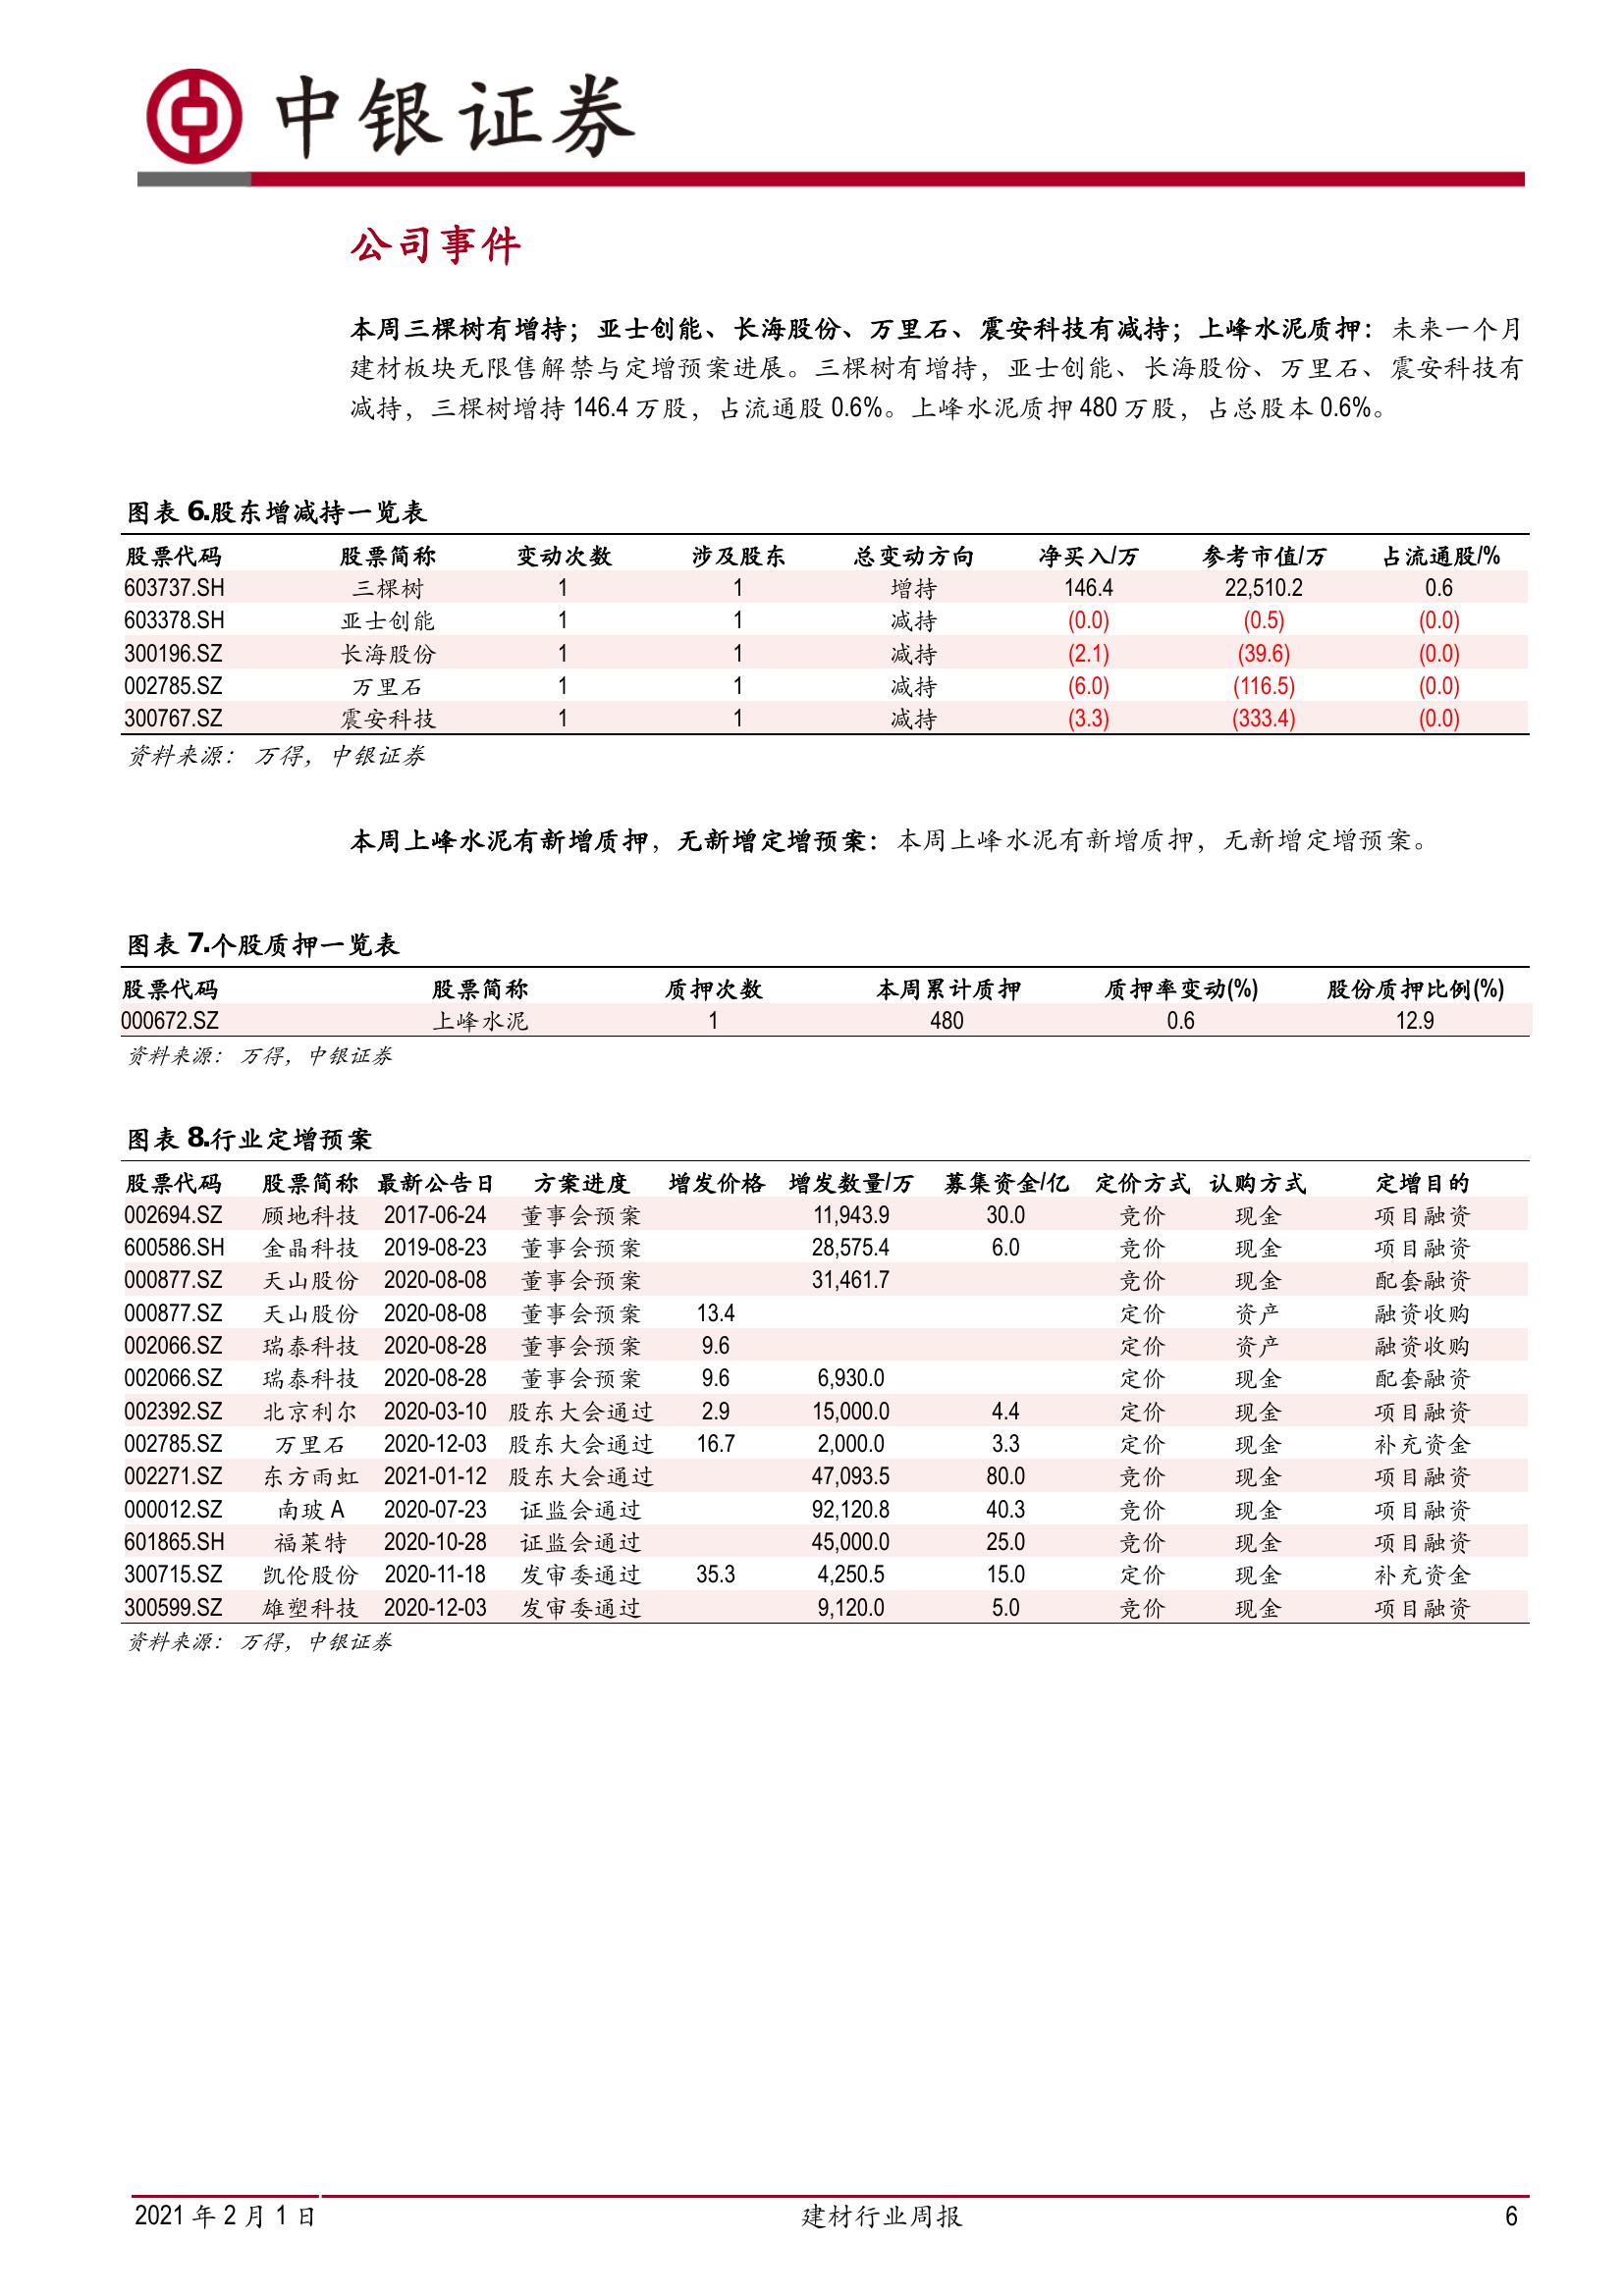 中银证券
公司事件
本周三棵树有增持；亚士创能、长海股份、万里石、震安科技有减持；上峰水泥质押：未来一个月
建材板块无限售解禁与定增预案进展。三棵树有增持，亚士创能、长海股份、万里石、震安科技有
减持，三棵树增持 146.4 万股，占流通股 0.6%。上峰水泥质押 480 万股，占总股本 0.6%。
图表 6.股东增减持一览表
股票代码 股票简称 变动次数 涉及股东 总变动方向 净买入/万 参考市值/万 占流通股/%
603737.SH 三棵树 1 1 增持 146.4 22,510.2 0.6
603378.SH 亚士创能 1 1 减持 (0.0) (0.5) (0.0)
300196.SZ 长海股份 1 1 减持 (2.1) (39.6) (0.0)
002785.SZ 万里石 1 1 减持 (6.0) (116.5) (0.0)
300767.SZ 震安科技 1 1 减持 (3.3) (333.4) (0.0)
资料来源：万得，中银证券
本周上峰水泥有新增质押，无新增定增预案：本周上峰水泥有新增质押，无新增定增预案。
图表 7.个股质押一览表
股票代码 股票简称 质押次数 本周累计质押 质押率变动(%) 股份质押比例(%)
000672.SZ 上峰水泥 1 480 0.6 12.9
资料来源：万得，中银证券
图表 8.行业定增预案
股票代码 股票简称 最新公告日 方案进度 增发价格 增发数量/万 募集资金/亿 定价方式 认购方式 定增目的
002694.SZ 顾地科技 2017-06-24 董事会预案 11,943.9 30.0 竞价 现金 项目融资
600586.SH 金晶科技 2019-08-23 董事会预案 28,575.4 6.0 竞价 现金 项目融资
000877.SZ 天山股份 2020-08-08 董事会预案 31,461.7 竞价 现金 配套融资
000877.SZ 天山股份 2020-08-08 董事会预案 13.4 定价 资产 融资收购
002066.SZ 瑞泰科技 2020-08-28 董事会预案 9.6 定价 资产 融资收购
002066.SZ 瑞泰科技 2020-08-28 董事会预案 9.6 6,930.0 定价 现金 配套融资
002392.SZ 北京利尔 2020-03-10 股东大会通过 2.9 15,000.0 4.4 定价 现金 项目融资
002785.SZ 万里石 2020-12-03 股东大会通过 16.7 2,000.0 3.3 定价 现金 补充资金
002271.SZ 东方雨虹 2021-01-12 股东大会通过 47,093.5 80.0 竞价 现金 项目融资
000012.SZ 南玻 A 2020-07-23 证监会通过 92,120.8 40.3 竞价 现金 项目融资
601865.SH 福莱特 2020-10-28 证监会通过 45,000.0 25.0 竞价 现金 项目融资
300715.SZ 凯伦股份 2020-11-18 发审委通过 35.3 4,250.5 15.0 定价 现金 补充资金
300599.SZ 雄塑科技 2020-12-03 发审委通过 9,120.0 5.0 竞价 现金 项目融资
资料来源：万得，中银证券
2021 年 2 月 1 日 建材行业周报 6